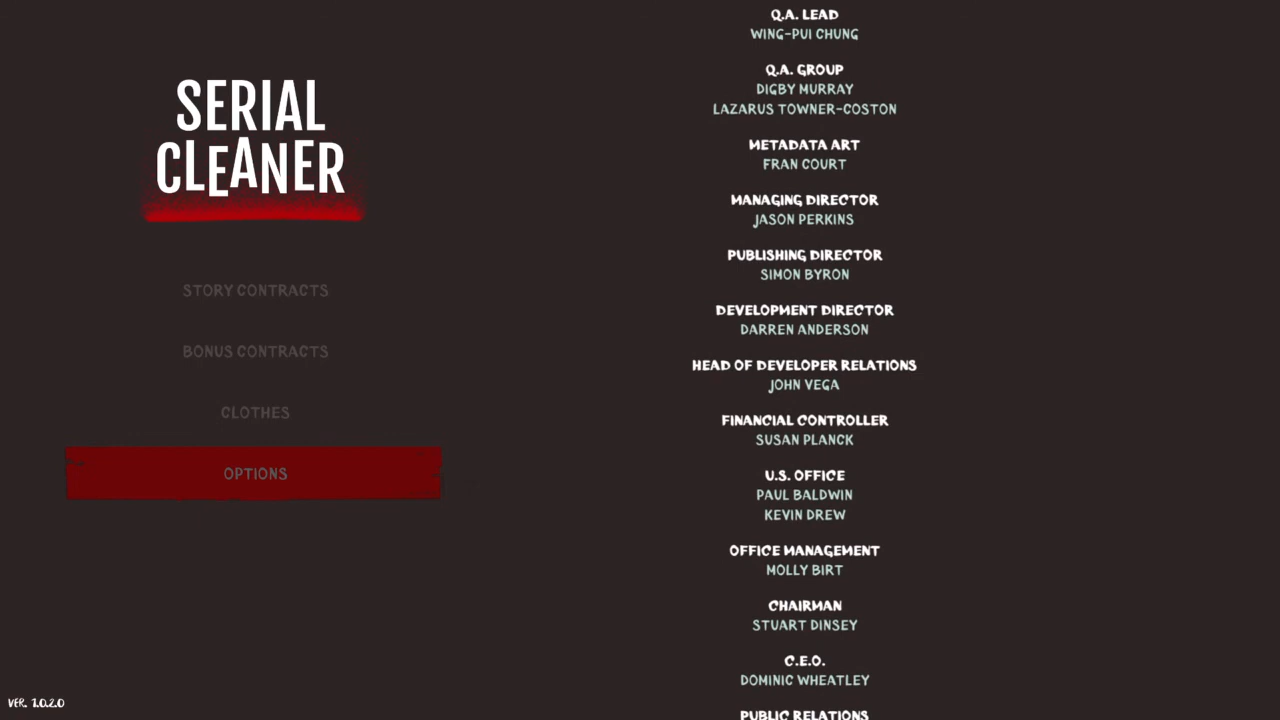 SERIAL
CLEANER
STORY CONTRACTS
BONUS CONTRACTS
CLOTHES
OPTIONS
VER. 1.0.2.0
Q.A. LEAD
WING-PUI CHUNG
Q.A. GROUP
DIGBY MURRAY
LAZARUS TOWNER-COSTON
METADATA ART
FRAN COURT
MANAGING DIRECTOR
JASON PERKINS
PUBLISHING DIRECTOR
SIMON BYRON
DEVELOPMENT DIRECTOR
DARREN ANDERSON
HEAD OF DEVELOPER RELATIONS
JOHN VEGA
FINANCIAL CONTROLLER
SUSAN PLANCK
U.S. OFFICE
PAUL BALDWIN
KEVIN DREW
OFFICE MANAGEMENT
MOLLY BIRT
CHAIRMAN
STUART DINSEY
C.E.O.
DOMINIC WHEATLEY
PUBLIC RELATIONS